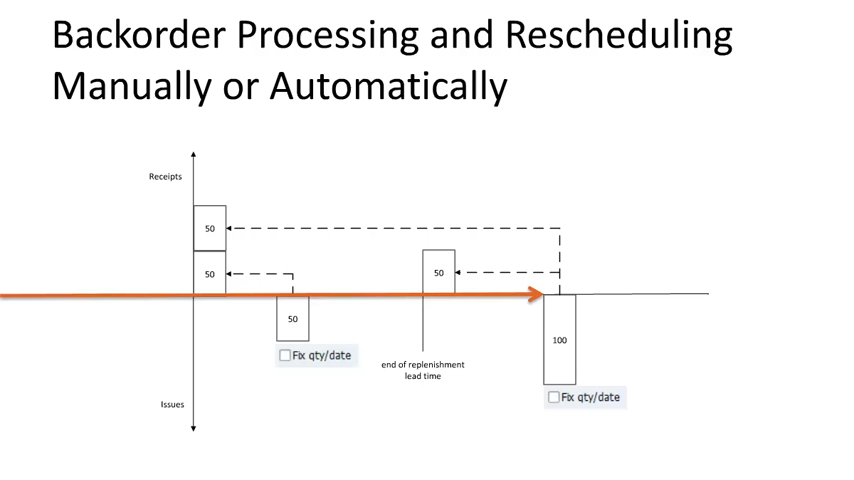 Backorder Processing and Rescheduling
Manually or Automatically
Receipts
50
50
50
50
100
Fix qty/date
end of replenishment
lead time
Fix qty/date
Issues